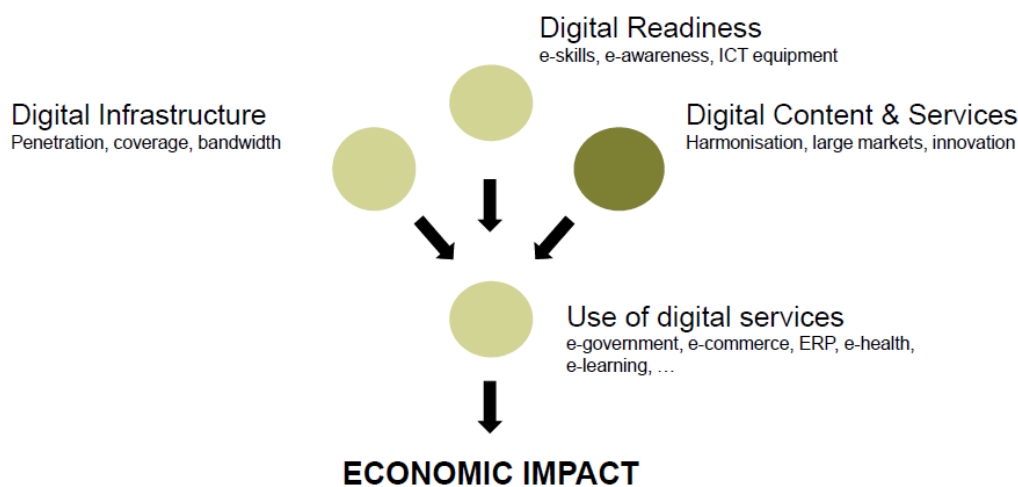 Digital Readiness
e-skills, e-awareness, ICT equipment
Digital Infrastructure
Penetration, coverage, bandwidth
Digital Content & Services
Harmonisation, large markets, innovation
Use of digital services
e-government, e-commerce, ERP, e-health,
e-learning, ...
ECONOMIC IMPACT